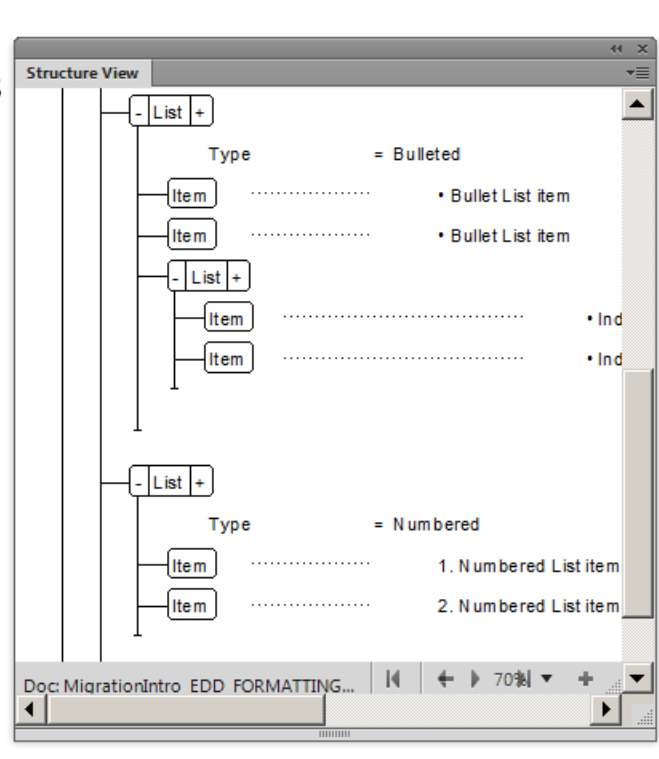 Structure View
- List +
Type = Bulleted
Item • Bullet List item
Item • Bullet List item
- List +
Item • Ind
Item • Ind
- List +
Type = Numbered
Item 1. Numbered List item
Item 2. Numbered List item
Doc: MigrationIntro_EDD_FORMATTING... 70%